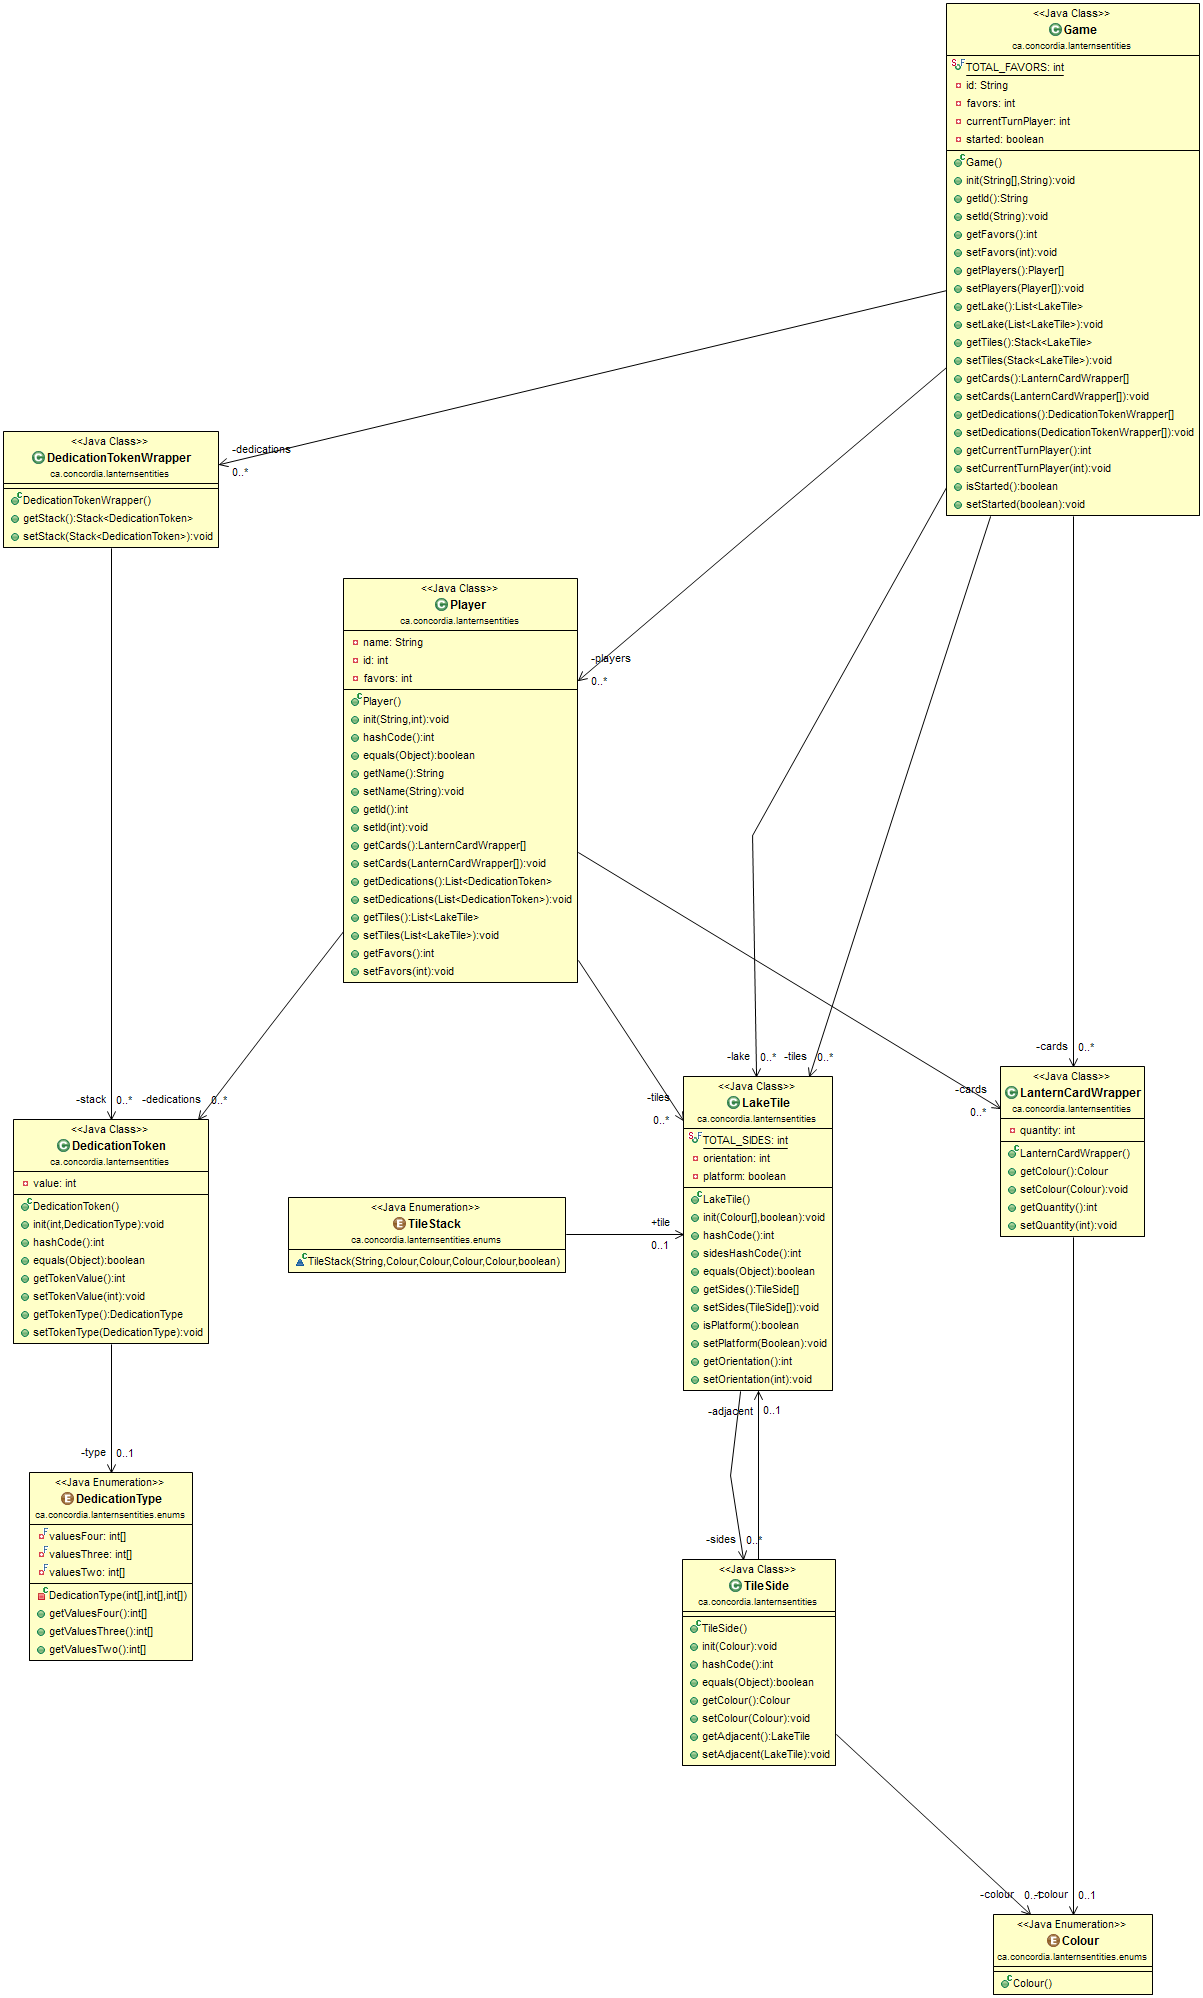 <<Java Class>>
Game
ca.concordia.lanternsentities
TOTAL_FAVORS: int
id: String
favors: int
currentTurnPlayer: int
started: boolean
Game()
init(String[],String):void
getId():String
setId(String):void
getFavors():int
setFavors(int):void
getPlayers():Player[]
setPlayers(Player[]):void
getLake():List<LakeTile>
setLake(List<LakeTile>):void
getTiles():Stack<LakeTile>
setTiles(Stack<LakeTile>):void
getCards():LanternCardWrapper[]
setCards(LanternCardWrapper[]):void
getDedications():DedicationTokenWrapper[]
setDedications(DedicationTokenWrapper[]):void
getCurrentTurnPlayer():int
setCurrentTurnPlayer(int):void
isStarted():boolean
setStarted(boolean):void
-dedications
0..*
<<Java Class>>
DedicationTokenWrapper
ca.concordia.lanternsentities
DedicationTokenWrapper()
getStack():Stack<DedicationToken>
setStack(Stack<DedicationToken>):void
-players
0..*
<<Java Class>>
Player
ca.concordia.lanternsentities
name: String
id: int
favors: int
Player()
init(String,int):void
hashCode():int
equals(Object):boolean
getName():String
setName(String):void
getId():int
setId(int):void
getCards():LanternCardWrapper[]
setCards(LanternCardWrapper[]):void
getDedications():List<DedicationToken>
setDedications(List<DedicationToken>):void
getTiles():List<LakeTile>
setTiles(List<LakeTile>):void
getFavors():int
setFavors(int):void
-stack
0..*
-dedications
0..*
<<Java Class>>
DedicationToken
ca.concordia.lanternsentities
value: int
DedicationToken()
init(int,DedicationType):void
hashCode():int
equals(Object):boolean
getTokenValue():int
setTokenValue(int):void
getTokenType():DedicationType
setTokenType(DedicationType):void
-lake
0..*
-tiles
0..*
-tiles
0..*
<<Java Class>>
LakeTile
ca.concordia.lanternsentities
TOTAL_SIDES: int
orientation: int
platform: boolean
LakeTile()
init(Colour[],boolean):void
hashCode():int
sidesHashCode():int
equals(Object):boolean
getSides():TileSide[]
setSides(TileSide[]):void
isPlatform():boolean
setPlatform(Boolean):void
getOrientation():int
setOrientation(int):void
-cards
0..*
-cards
0..*
<<Java Class>>
LanternCardWrapper
ca.concordia.lanternsentities
quantity: int
LanternCardWrapper()
getColour():Colour
setColour(Colour):void
getQuantity():int
setQuantity(int):void
<<Java Enumeration>>
TileStack
ca.concordia.lanternsentities.enums
TileStack(String,Colour,Colour,Colour,Colour,boolean)
+tile
0..1
-type
0..1
<<Java Enumeration>>
DedicationType
ca.concordia.lanternsentities.enums
valuesFour: int[]
valuesThree: int[]
valuesTwo: int[]
DedicationType(int[],int[],int[])
getValuesFour():int[]
getValuesThree():int[]
getValuesTwo():int[]
-adjacent
0..1
-sides
0..*
<<Java Class>>
TileSide
ca.concordia.lanternsentities
TileSide()
init(Colour):void
hashCode():int
equals(Object):boolean
getColour():Colour
setColour(Colour):void
getAdjacent():LakeTile
setAdjacent(LakeTile):void
-colour
0..1
-colour
0..1
<<Java Enumeration>>
Colour
ca.concordia.lanternsentities.enums
Colour()